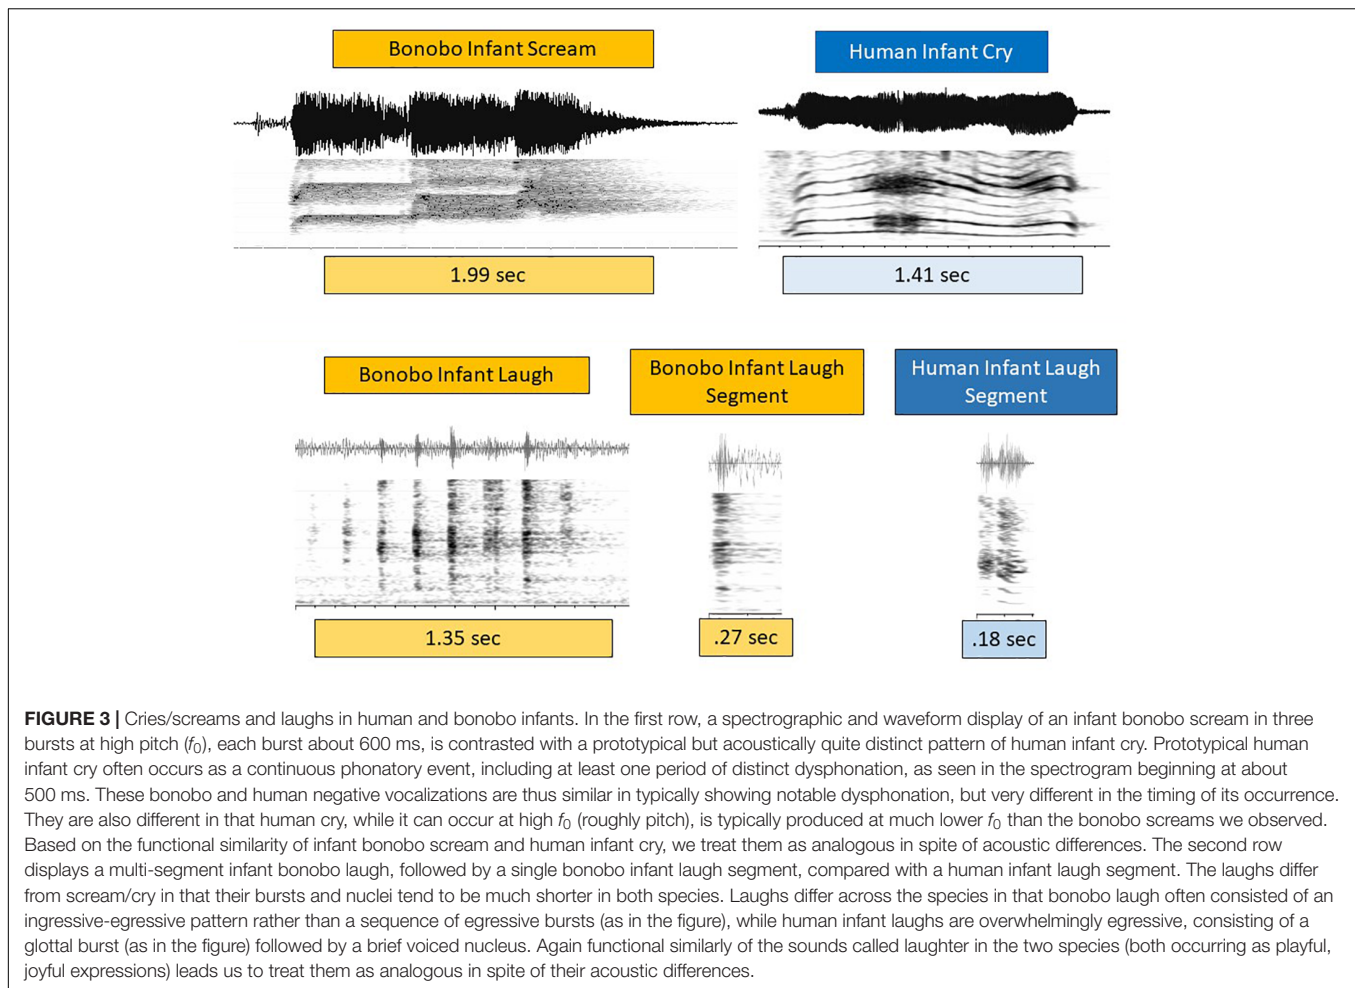 Bonobo Infant Scream
Human Infant Cry
1.99 sec
1.41 sec
Bonobo Infant Laugh
Bonobo Infant Laugh
Segment
Human Infant Laugh
Segment
1.35 sec
.27 sec
.18 sec
FIGURE 3 | Cries/screams and laughs in human and bonobo infants. In the first row, a spectrographic and waveform display of an infant bonobo scream in three
bursts at high pitch (f0), each burst about 600 ms, is contrasted with a prototypical but acoustically quite distinct pattern of human infant cry. Prototypical human
infant cry often occurs as a continuous phonatory event, including at least one period of distinct dysphonation, as seen in the spectrogram beginning at about
500 ms. These bonobo and human negative vocalizations are thus similar in typically showing notable dysphonation, but very different in the timing of its occurrence.
They are also different in that human cry, while it can occur at high f0 (roughly pitch), is typically produced at much lower f0 than the bonobo screams we observed.
Based on the functional similarity of infant bonobo scream and human infant cry, we treat them as analogous in spite of acoustic differences. The second row
displays a multi-segment infant bonobo laugh, followed by a single bonobo infant laugh segment, compared with a human infant laugh segment. The laughs differ
from scream/cry in that their bursts and nuclei tend to be much shorter in both species. Laughs differ across the species in that bonobo laugh often consisted of an
ingressive-egressive pattern rather than a sequence of egressive bursts (as in the figure), while human infant laughs are overwhelmingly egressive, consisting of a
glottal burst (as in the figure) followed by a brief voiced nucleus. Again functional similarly of the sounds called laughter in the two species (both occurring as playful,
joyful expressions) leads us to treat them as analogous in spite of their acoustic differences.